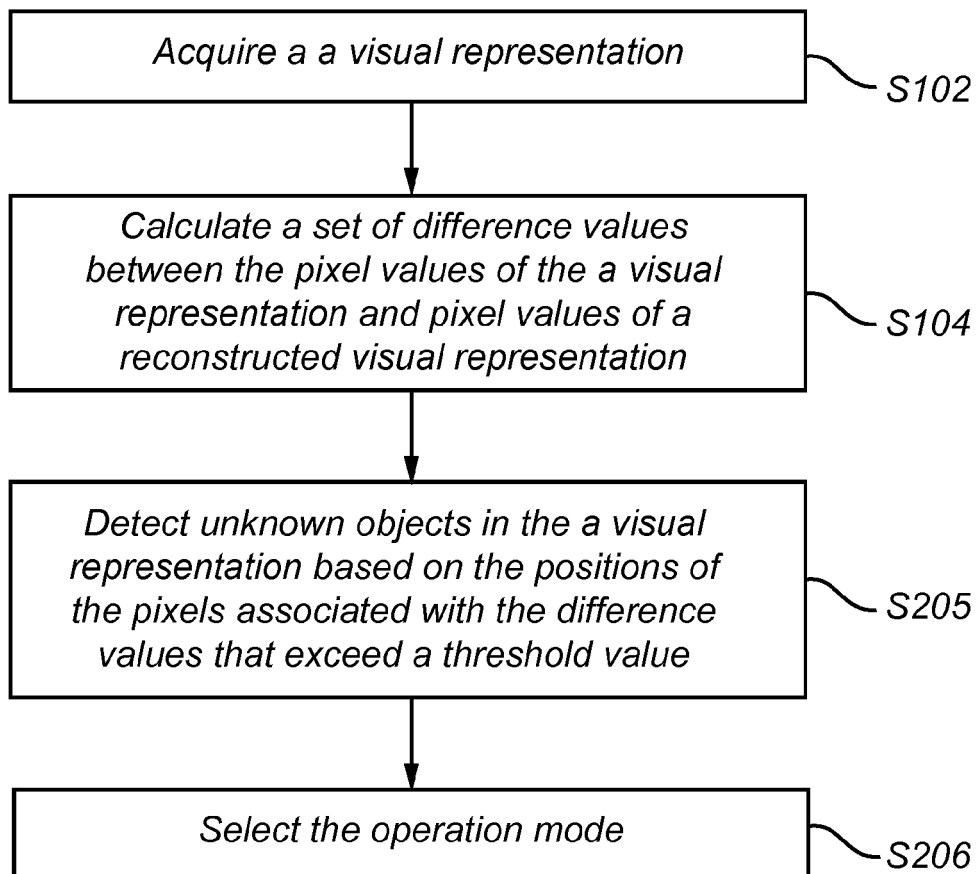 Acquire a a visual representation
S102
Calculate a set of difference values
between the pixel values of the a visual
representation and pixel values of a
reconstructed visual representation
S104
Detect unknown objects in the a visual
representation based on the positions of
the pixels associated with the difference
values that exceed a threshold value
S205
Select the operation mode
S206